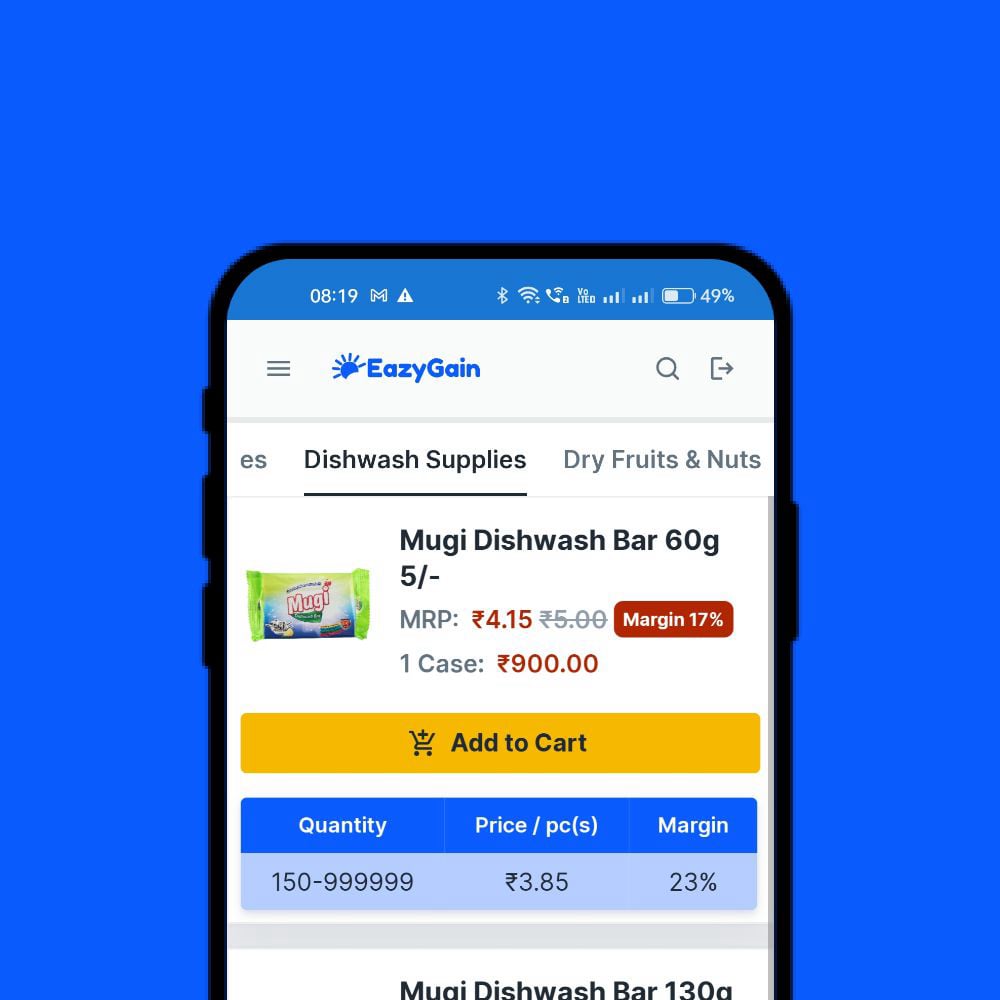 08:19 49%
EazyGain
es Dishwash Supplies Dry Fruits & Nuts
Mugi Dishwash Bar 60g
5/-
Mugi
MRP: ₹4.15 ₹5.00 Margin 17%
1 Case: ₹900.00
Add to Cart
Quantity Price / pc(s) Margin
150-999999 ₹3.85 23%
Mugi Dishwash Bar 130g